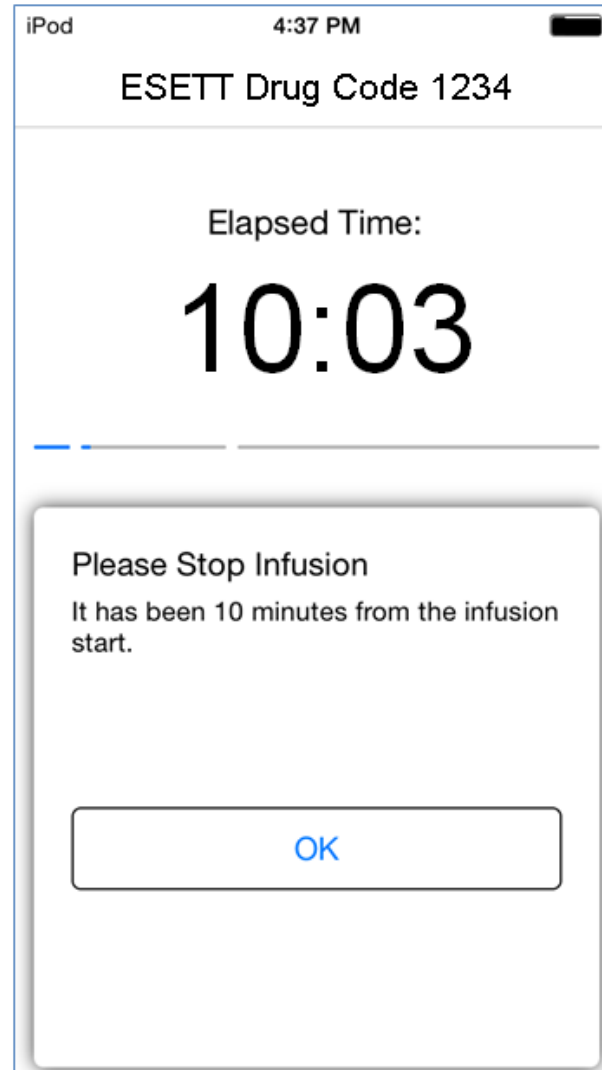 iPod 4:37 PM
ESETT Drug Code 1234
Elapsed Time:
10:03
Please Stop Infusion
It has been 10 minutes from the infusion
start.
OK